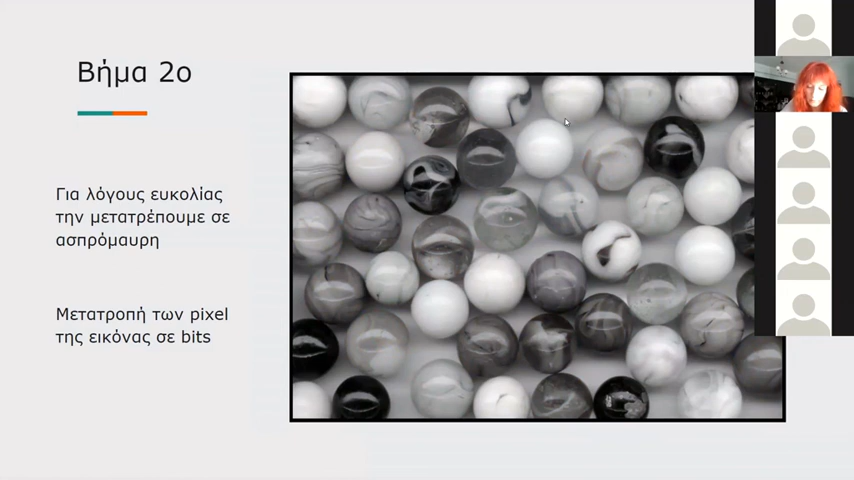 Βήμα 2ο
Για λόγους ευκολίας
την μετατρέπουμε σε
ασπρόμαυρη
Μετατροπή των pixel
της εικόνας σε bits